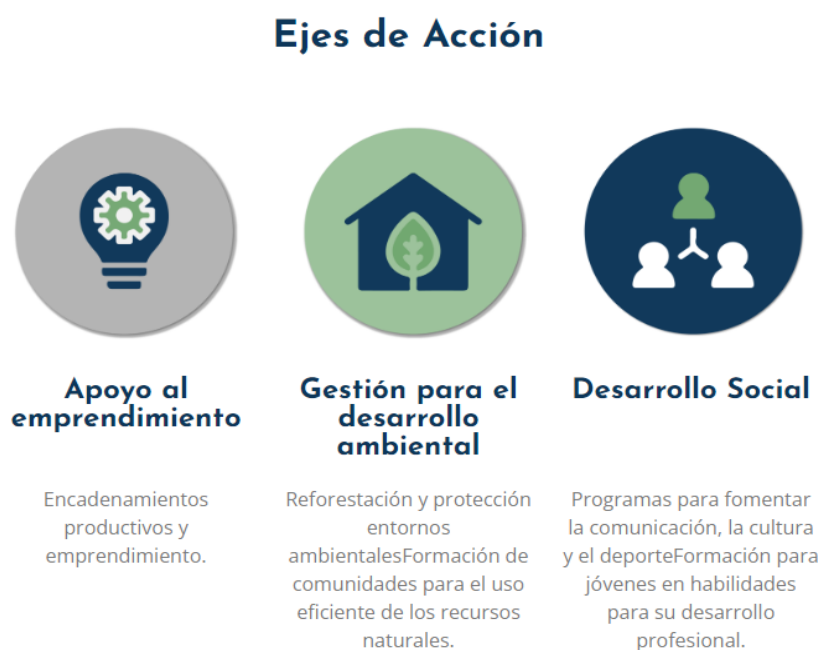 Ejes de Acción
Apoyo al
emprendimiento
Encadenamientos
productivos y
emprendimiento.
Gestión para el
desarrollo
ambiental
Reforestación y protección
entornos
ambientalesFormación de
comunidades para el uso
eficiente de los recursos
naturales.
Desarrollo Social
Programas para fomentar
la comunicación, la cultura
y el deporteFormación para
jóvenes en habilidades
para su desarrollo
profesional.